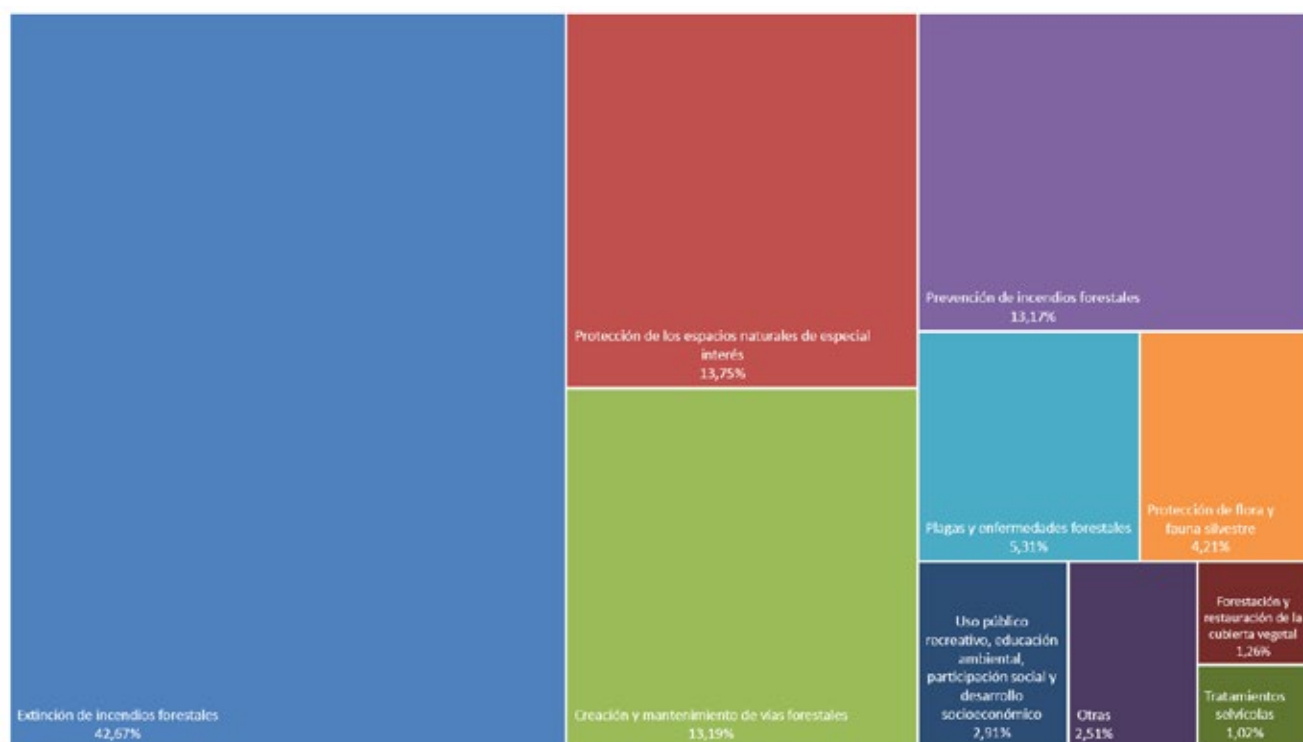 Extinción de incendios forestales
42,67%
Protección de los espacios naturales de especial
interés
13,75%
Creación y mantenimiento de vías forestales
13,19%
Prevención de incendios forestales
13,17%
Plagas y enfermedades forestales
5,31%
Protección de flora y
fauna silvestre
4,21%
Uso público
recreativo, educación
ambiental,
participación social y
desarrollo
socioeconómico
2,91%
Otras
2,51%
Forestación y
restauración de la
cubierta vegetal
1,26%
Tratamientos
selvícolas
1,02%